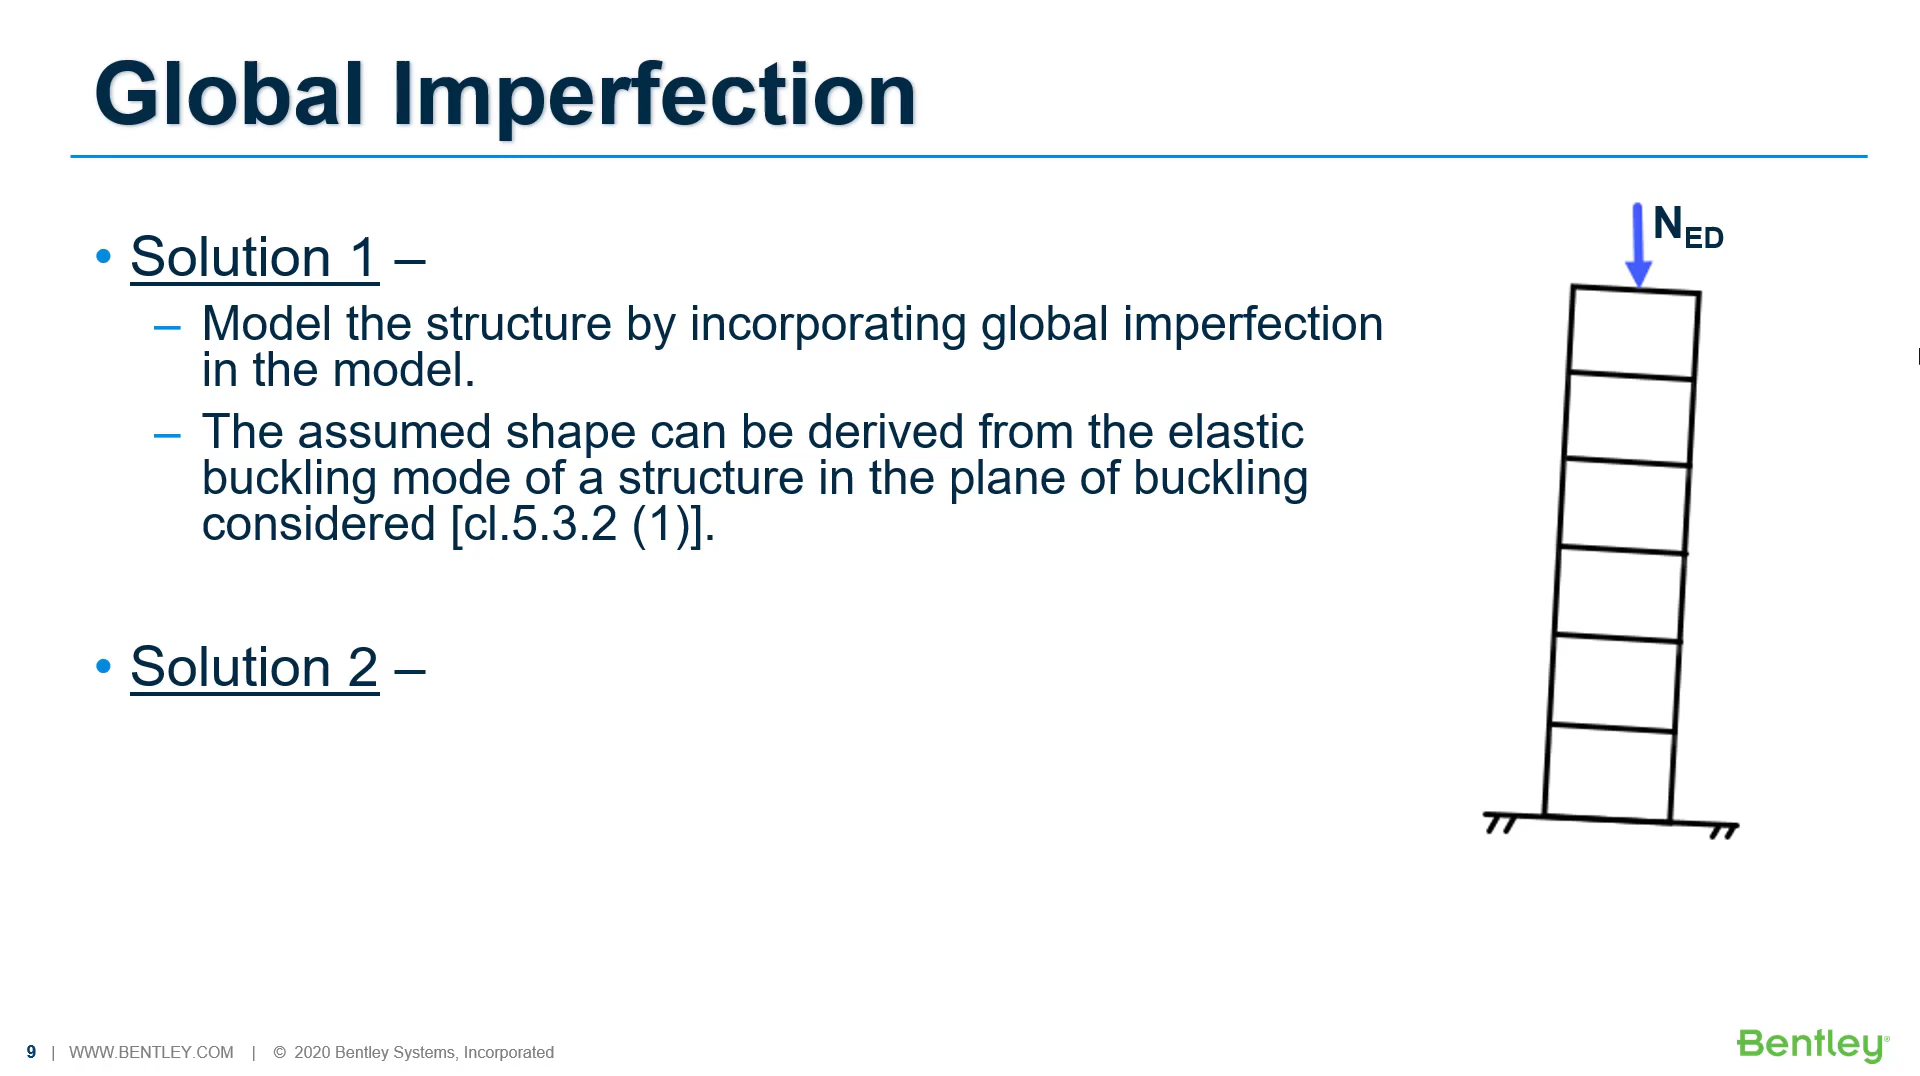 Global Imperfection
• Solution 1 –
– Model the structure by incorporating global imperfection
in the model.
– The assumed shape can be derived from the elastic
buckling mode of a structure in the plane of buckling
considered [cl.5.3.2 (1)].
• Solution 2 –
NED
9 | WWW.BENTLEY.COM | © 2020 Bentley Systems, Incorporated
Bentley®